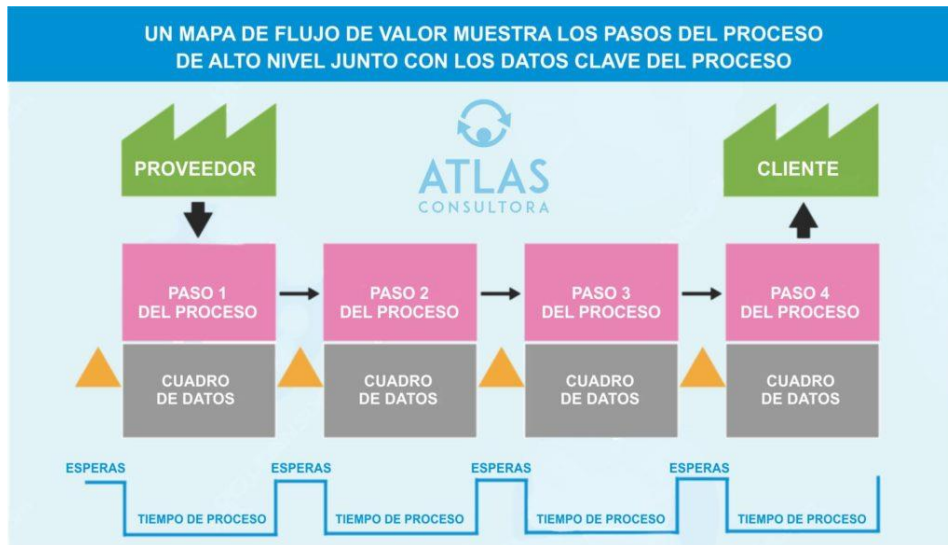 UN MAPA DE FLUJO DE VALOR MUESTRA LOS PASOS DEL PROCESO
DE ALTO NIVEL JUNTO CON LOS DATOS CLAVE DEL PROCESO
PROVEEDOR
ATLAS
CONSULTORA
CLIENTE
PASO 1
DEL PROCESO
PASO 2
DEL PROCESO
PASO 3
DEL PROCESO
PASO 4
DEL PROCESO
CUADRO
DE DATOS
CUADRO
DE DATOS
CUADRO
DE DATOS
CUADRO
DE DATOS
ESPERAS
ESPERAS
ESPERAS
ESPERAS
TIEMPO DE PROCESO
TIEMPO DE PROCESO
TIEMPO DE PROCESO
TIEMPO DE PROCESO